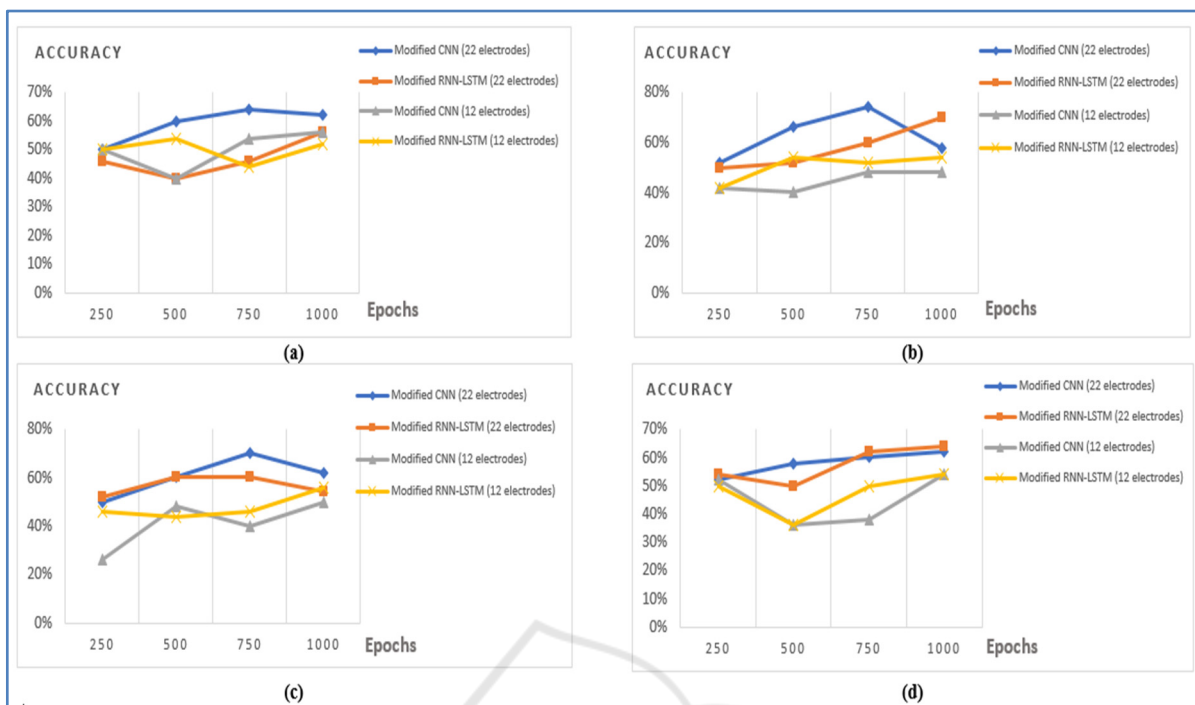 ACCURACY
Modified CNN (22 electrodes)
Modified RNN-LSTM (22 electrodes)
Modified CNN (12 electrodes)
Modified RNN-LSTM (12 electrodes)
70%
60%
50%
40%
30%
20%
10%
0%
250 500 750 1000
Epochs
(a)
ACCURACY
Modified CNN (22 electrodes)
Modified RNN-LSTM (22 electrodes)
Modified CNN (12 electrodes)
Modified RNN-LSTM (12 electrodes)
80%
60%
40%
20%
0%
250 500 750 1000
Epochs
(b)
ACCURACY
Modified CNN (22 electrodes)
Modified RNN-LSTM (22 electrodes)
Modified CNN (12 electrodes)
Modified RNN-LSTM (12 electrodes)
80%
60%
40%
20%
0%
250 500 750 1000
Epochs
(c)
ACCURACY
Modified CNN (22 electrodes)
Modified RNN-LSTM (22 electrodes)
Modified CNN (12 electrodes)
Modified RNN-LSTM (12 electrodes)
70%
60%
50%
40%
30%
20%
10%
0%
250 500 750 1000
Epochs
(d)